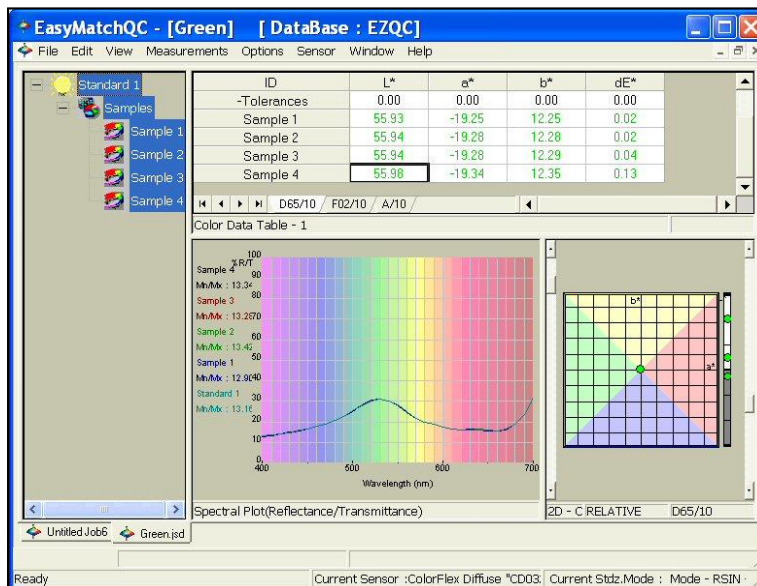 EasyMatchQC - [Green] [ DataBase : EZQC]
File Edit View Measurements Options Sensor Window Help
Standard 1
Samples
Sample 1
Sample 2
Sample 3
Sample 4
ID L* a* b* dE*
-Tolerances 0.00 0.00 0.00 0.00
Sample 1 55.93 -19.25 12.25 0.02
Sample 2 55.94 -19.28 12.28 0.02
Sample 3 55.94 -19.28 12.29 0.04
Sample 4 55.98 -19.34 12.35 0.13
D65/10 F02/10 A/10
Color Data Table - 1
% R/T
100
90
80
70
60
50
40
30
20
10
0
Sample 4
Mn/Mx : 13.34
Sample 3
Mn/Mx : 13.28
Sample 2
Mn/Mx : 13.42
Sample 1
Mn/Mx : 12.90
Standard 1
Mn/Mx : 13.16
400 500 600 700
Wavelength (nm)
Spectral Plot(Reflectance/Transmittance)
b*
a*
2D - C RELATIVE D65/10
Untitled Job6 Green.jsd
Ready Current Sensor :ColorFlex Diffuse "CD03 Current Stdz.Mode : Mode - RSIN -